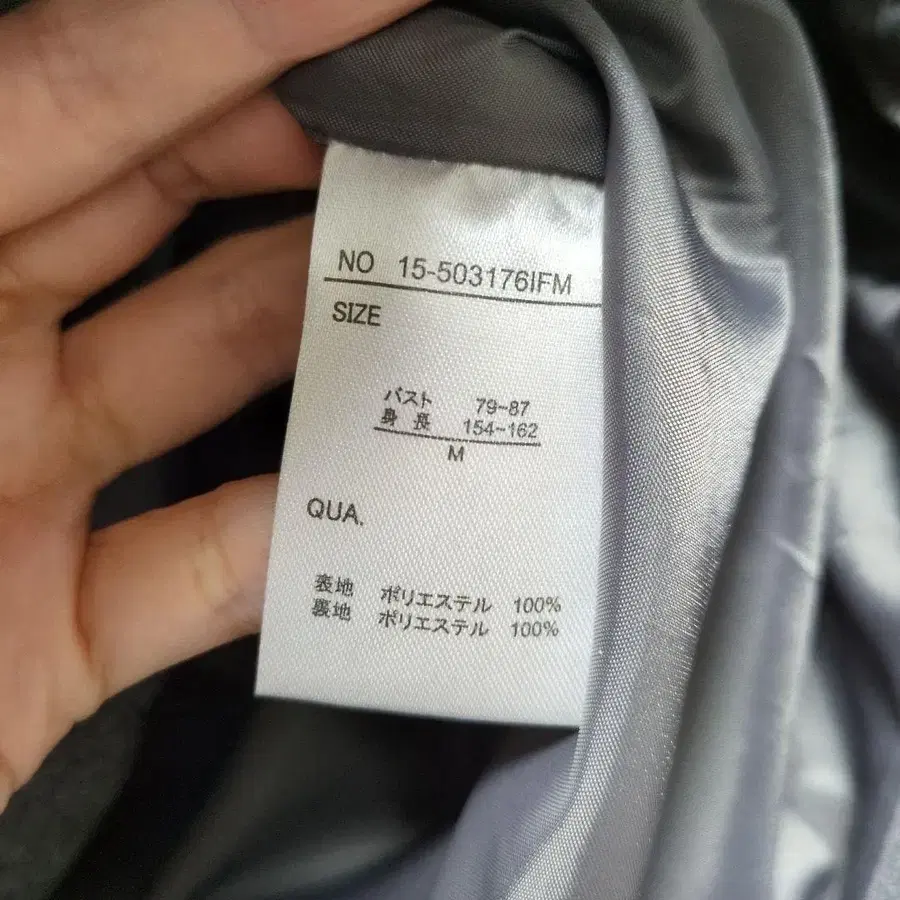 NO 15-503176IFM
SIZE
バスト 79~87
身長 154~162
M
QUA.
表地 ポリエステル 100%
裏地 ポリエステル 100%